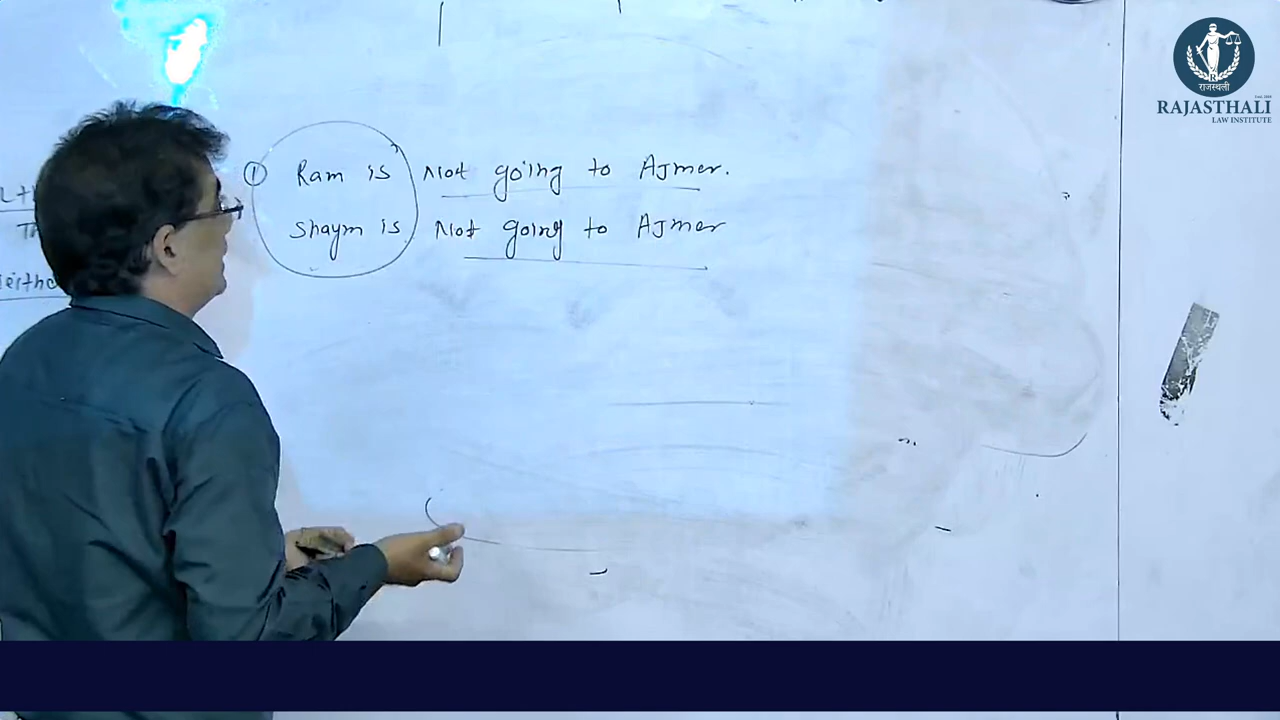 ① Ram is Not going to Ajmer.
Shaym is Not going to Ajmer
राजस्थली
RAJASTHALI
LAW INSTITUTE